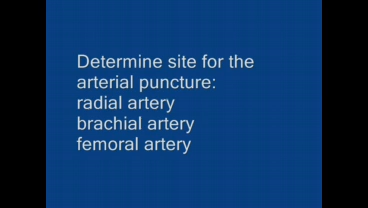 Determine site for the
arterial puncture:
radial artery
brachial artery
femoral artery